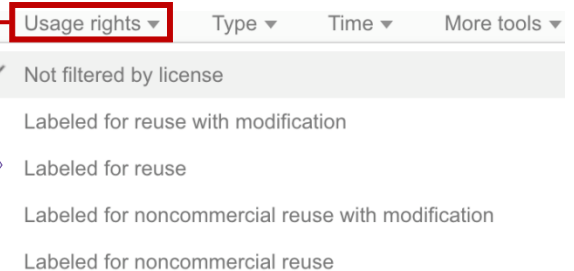 Usage rights ▾ Type ▾ Time ▾ More tools ▾
Not filtered by license
Labeled for reuse with modification
Labeled for reuse
Labeled for noncommercial reuse with modification
Labeled for noncommercial reuse